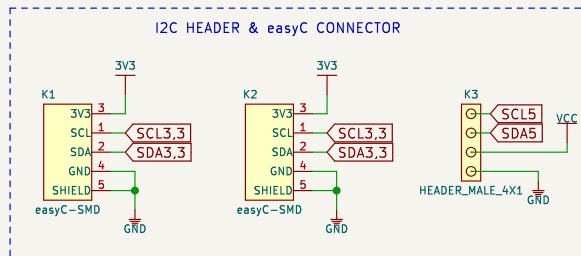 I2C HEADER & easyC CONNECTOR
3V3
3V3
K1
K2
K3
3V3 3
3V3 3
SCL 1 SCL3,3
SCL 1 SCL3,3
SCL5
VCC
SDA 2 SDA3,3
SDA 2 SDA3,3
SDA5
GND 4
GND 4
SHIELD 5
SHIELD 5
HEADER_MALE_4X1
easyC-SMD
easyC-SMD
GND
GND
GND